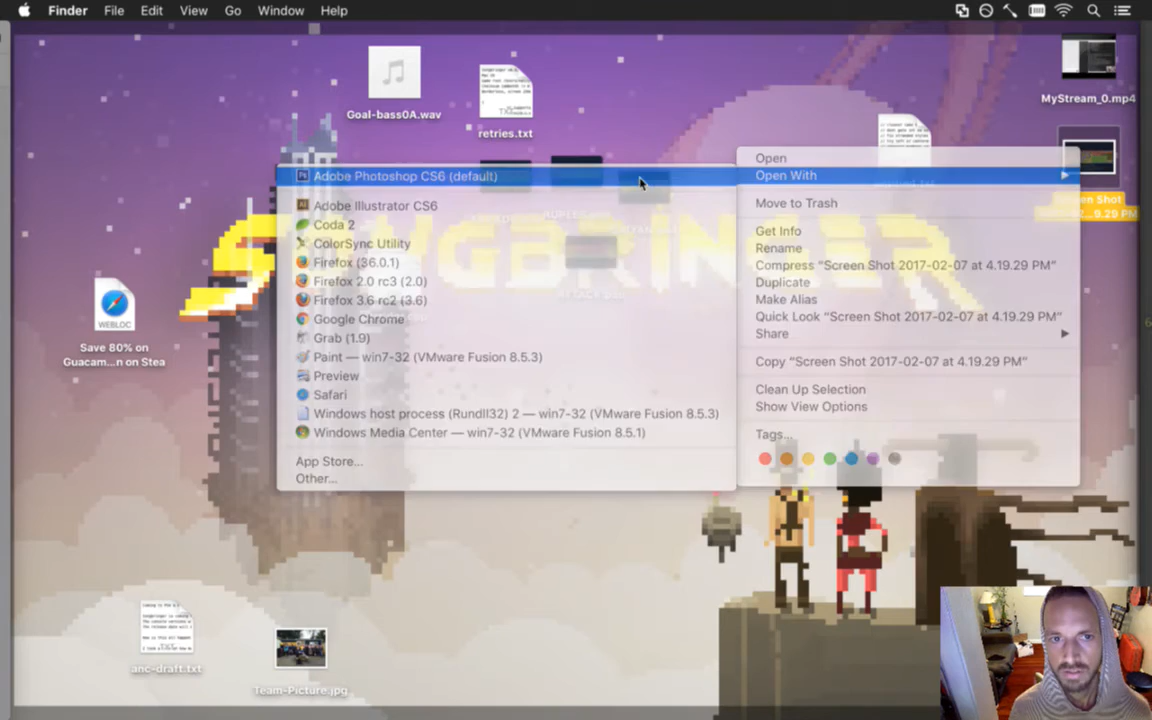 Finder File Edit View Go Window Help
Goal-bass0A.wav
retries.txt
TXT
MyStream_0.mp4
Screen Shot
9.29 PM
Adobe Photoshop CS6 (default)
Adobe Illustrator CS6
Coda 2
ColorSync Utility
Firefox (36.0.1)
Firefox 2.0 rc3 (2.0)
Firefox 3.6 rc2 (3.6)
Google Chrome
Grab (1.9)
Paint — win7-32 (VMware Fusion 8.5.3)
Preview
Safari
Windows host process (Rundll32) 2 — win7-32 (VMware Fusion 8.5.3)
Windows Media Center — win7-32 (VMware Fusion 8.5.1)
App Store...
Other...
Open
Open With
Move to Trash
Get Info
Rename
Compress "Screen Shot 2017-02-07 at 4.19.29 PM"
Duplicate
Make Alias
Quick Look "Screen Shot 2017-02-07 at 4.19.29 PM"
Share
Copy "Screen Shot 2017-02-07 at 4.19.29 PM"
Clean Up Selection
Show View Options
Tags...
WEBLOC
Save 80% on
Guacam...n on Stea
anc-draft.txt
Team-Picture.jpg